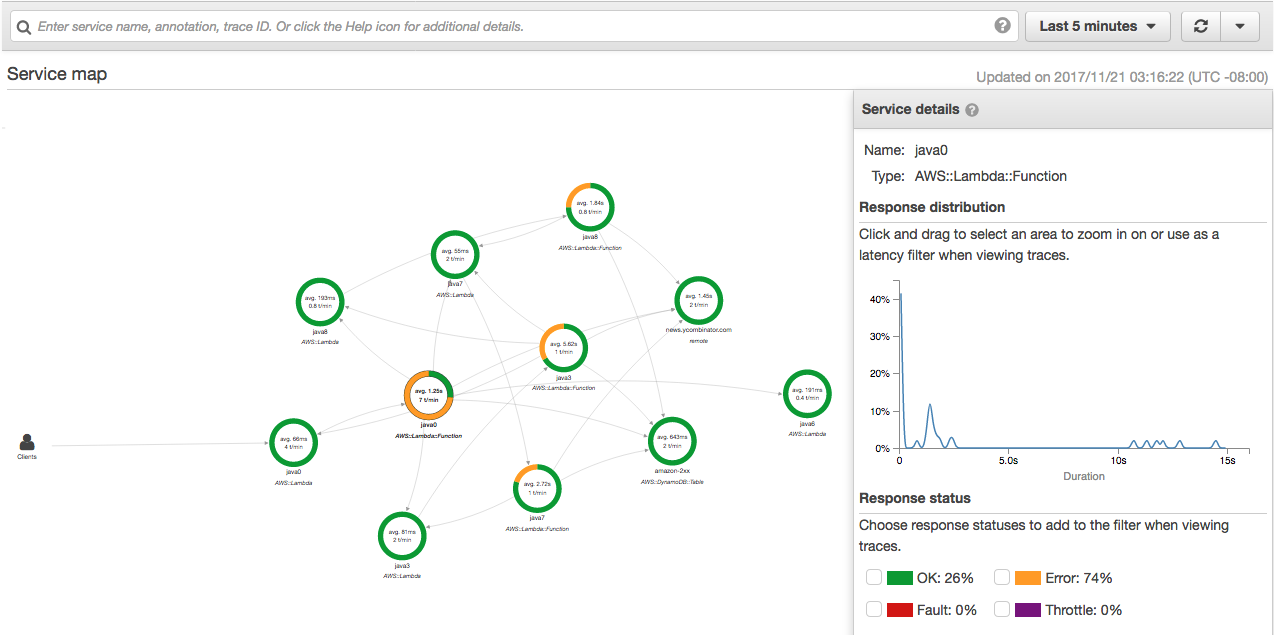 Enter service name, annotation, trace ID. Or click the Help icon for additional details.
?
Last 5 minutes
Service map
Updated on 2017/11/21 03:16:22 (UTC -08:00)
avg. 1.84s
0.8 t/min
java8
AWS::Lambda::Function
avg. 55ms
2 t/min
java7
AWS::Lambda
avg. 193ms
0.8 t/min
java8
AWS::Lambda
avg. 1.45s
2 t/min
news.ycombinator.com
remote
avg. 5.62s
1 t/min
java3
AWS::Lambda::Function
avg. 1.25s
7 t/min
java0
AWS::Lambda::Function
avg. 191ms
0.4 t/min
java6
AWS::Lambda
Clients
avg. 66ms
4 t/min
java0
AWS::Lambda
avg. 643ms
2 t/min
amazon-2xx
AWS::DynamoDB::Table
avg. 2.72s
1 t/min
java7
AWS::Lambda::Function
avg. 81ms
2 t/min
java3
AWS::Lambda
Service details ?
Name: java0
Type: AWS::Lambda::Function
Response distribution
Click and drag to select an area to zoom in on or use as a
latency filter when viewing traces.
40%
30%
20%
10%
0%
0 5.0s 10s 15s
Duration
Response status
Choose response statuses to add to the filter when viewing
traces.
OK: 26% Error: 74%
Fault: 0% Throttle: 0%